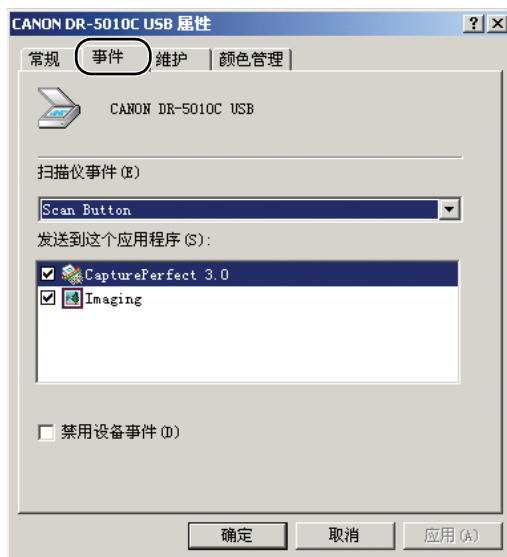 CANON DR-5010C USB 属性
常规 事件 维护 颜色管理
CANON DR-5010C USB
扫描仪事件(E)
Scan Button
发送到这个应用程序(S):
CapturePerfect 3.0
Imaging
禁用设备事件(D)
确定 取消 应用(A)